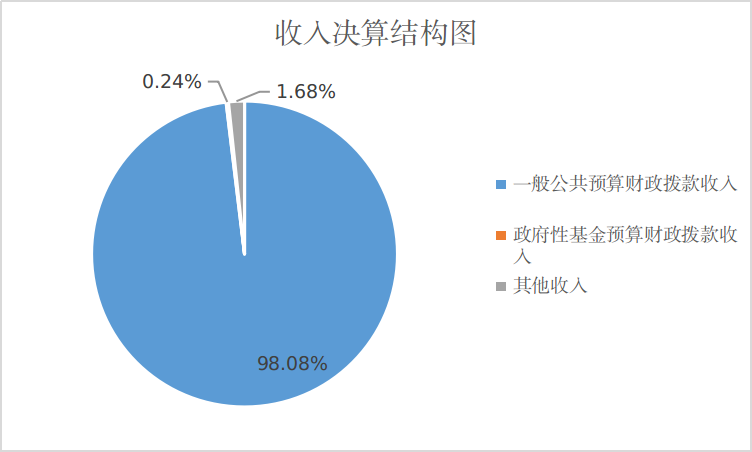 收入决算结构图
0.24%
1.68%
98.08%
一般公共预算财政拨款收入
政府性基金预算财政拨款收
入
其他收入